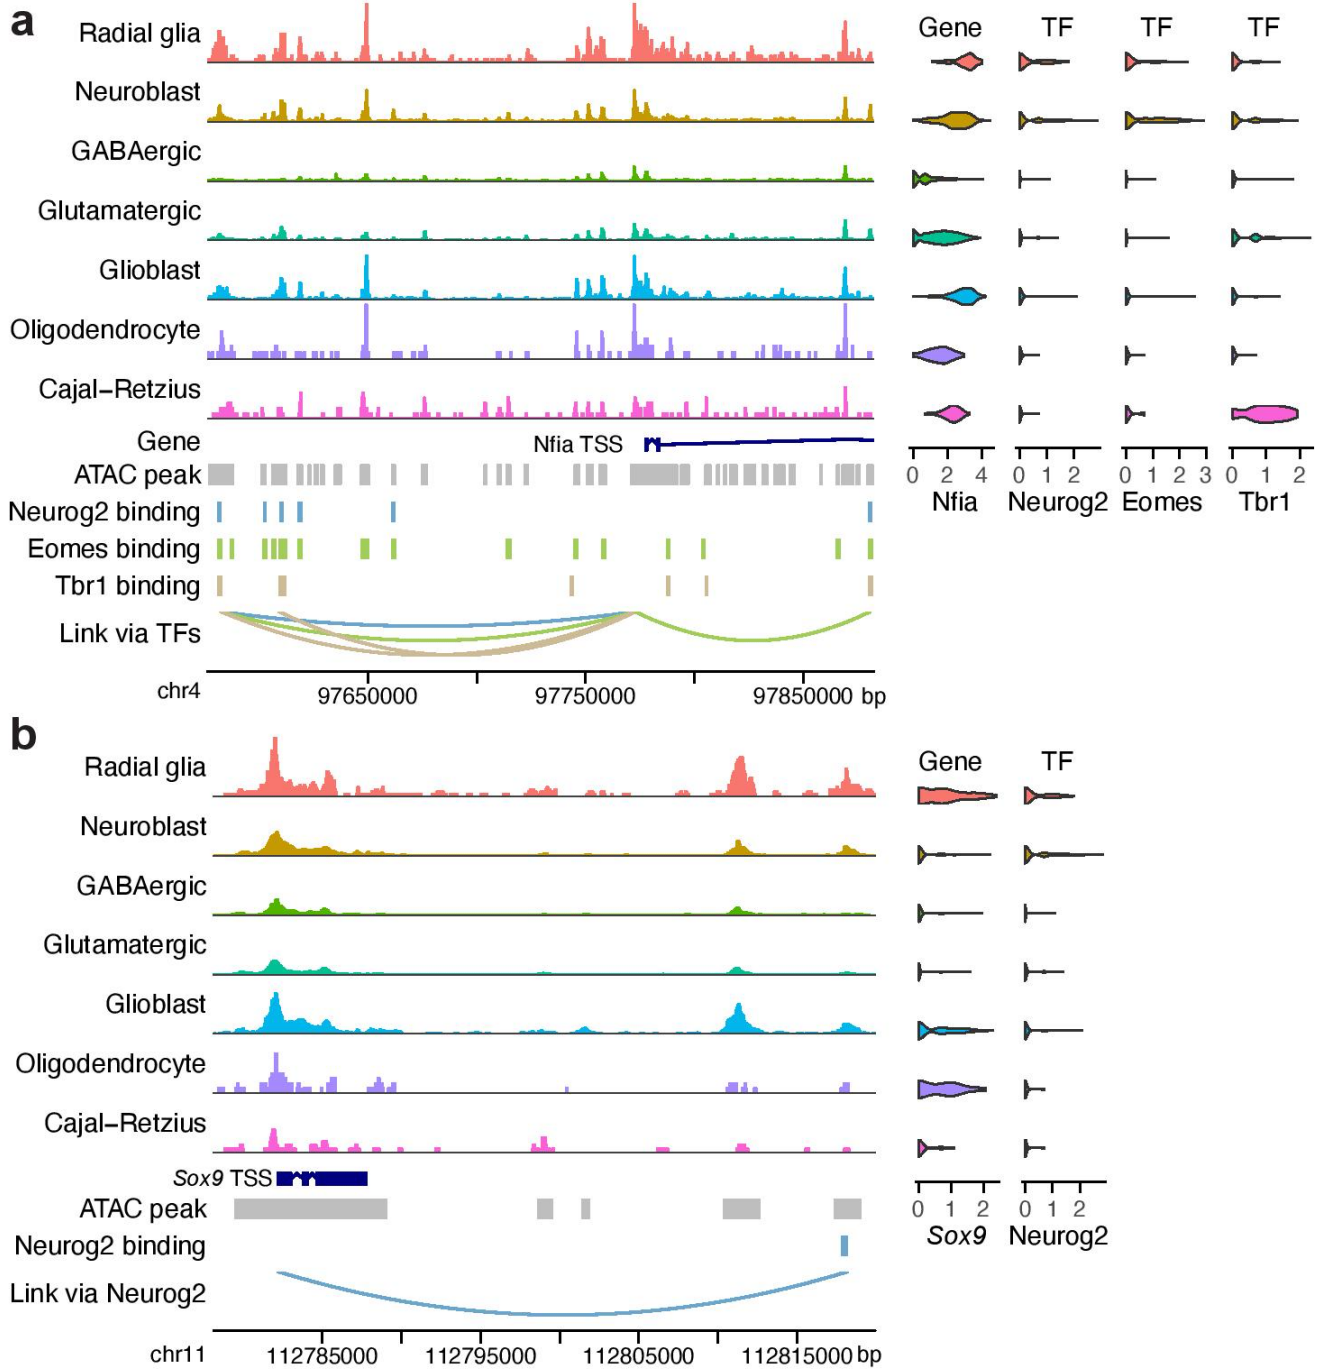 a
Gene TF TF TF
Radial glia
Neuroblast
GABAergic
Glutamatergic
Glioblast
Oligodendrocyte
Cajal−Retzius
Gene Nfia TSS
ATAC peak
0 2 4 0 1 2 0 1 2 3 0 1 2
Nfia Neurog2 Eomes Tbr1
Neurog2 binding
Eomes binding
Tbr1 binding
Link via TFs
chr4 97650000 97750000 97850000 bp
b
Gene TF
Radial glia
Neuroblast
GABAergic
Glutamatergic
Glioblast
Oligodendrocyte
Cajal−Retzius
Sox9 TSS
ATAC peak
0 1 2 0 1 2
Sox9 Neurog2
Neurog2 binding
Link via Neurog2
chr11 112785000 112795000 112805000 112815000 bp